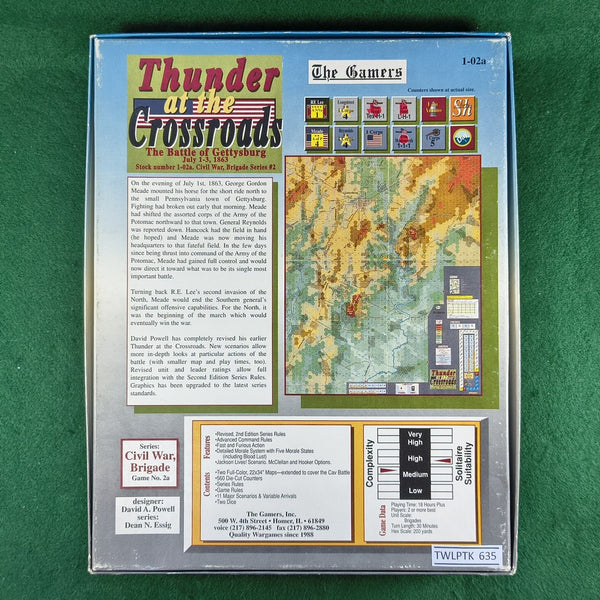 Thunder
at the
Crossroads
The Battle of Gettysburg
July 1-3, 1863
Stock number 1-02a. Civil War, Brigade Series #2
The Gamers
1-02a
Counters shown at actual size.
RE Lee
Longstreet
1 Corps
Meade
Reynolds
1 Corps
1-1-1
Sh
On the evening of July 1st, 1863, George Gordon
Meade mounted his horse for the short ride north to
the small Pennsylvania town of Gettysburg.
Fighting had broken out early that morning. Meade
had shifted the assorted corps of the Army of the
Potomac northward to that town. General Reynolds
was reported down. Hancock had the field in hand
(he hoped) and Meade was now moving his
headquarters to that fateful field. In the few days
since being thrust into command of the Army of the
Potomac, Meade had gained full control and would
now direct it toward what was to be its single most
important battle.
Turning back R.E. Lee's second invasion of the
North, Meade would end the Southern general's
significant offensive capabilities. For the North, it
was the beginning of the march which would
eventually win the war.
David Powell has completely revised his earlier
Thunder at the Crossroads. New scenarios allow
more in-depth looks at particular actions of the
battle (with smaller map and play times, too).
Revised unit and leader ratings allow full
integration with the Second Edition Series Rules.
Graphics has been upgraded to the latest series
standards.
Thunder
at the
Crossroads
Series:
Civil War,
Brigade
Game No. 2a
designer:
David A. Powell
series:
Dean N. Essig
Features
•Revised, 2nd Edition Series Rules
•Advanced Command Rules
•Fast and Furious Action
•Detailed Morale System with Five Morale States
(including Blood Lust)
•Jackson Lives! Scenario. McClellan and Hooker Options.
Contents
•Two Full-Color, 22x34" Maps—extended to cover the Cav Battle
•560 Die-Cut Counters
•Series Rules
•Game Rules
•11 Major Scenarios & Variable Arrivals
•Two Dice
The Gamers, Inc.
500 W. 4th Street • Homer, IL • 61849
voice (217) 896-2145 fax (217) 896-2880
Quality Wargames since 1988
Complexity
Very
High
High
Medium
Low
Solitaire
Suitability
Game Data
Playing Time: 18 Hours Plus
Players: 2 or more best
Unit Scale:
Brigades
Turn Length: 30 Minutes
Hex Scale: 200 yards
TWLPTK 635